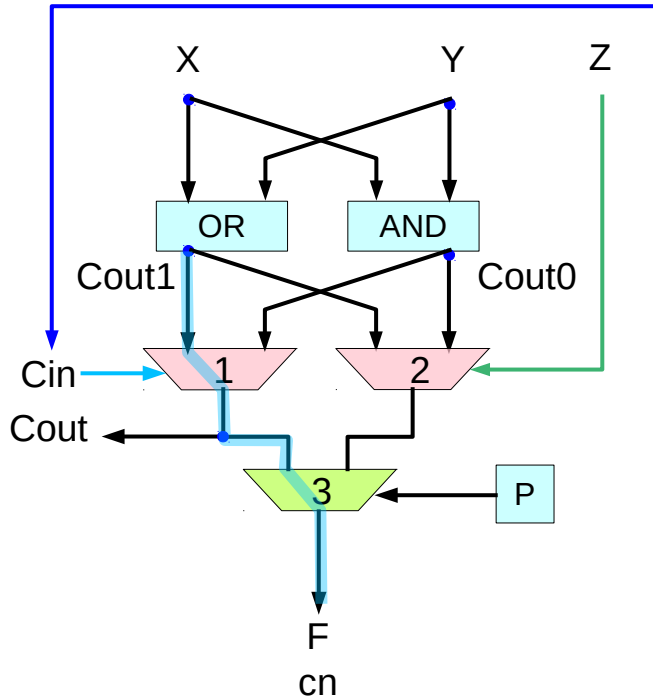 X Y Z
OR AND
Cout1 Cout0
Cin 1 2
Cout
3 P
F
cn